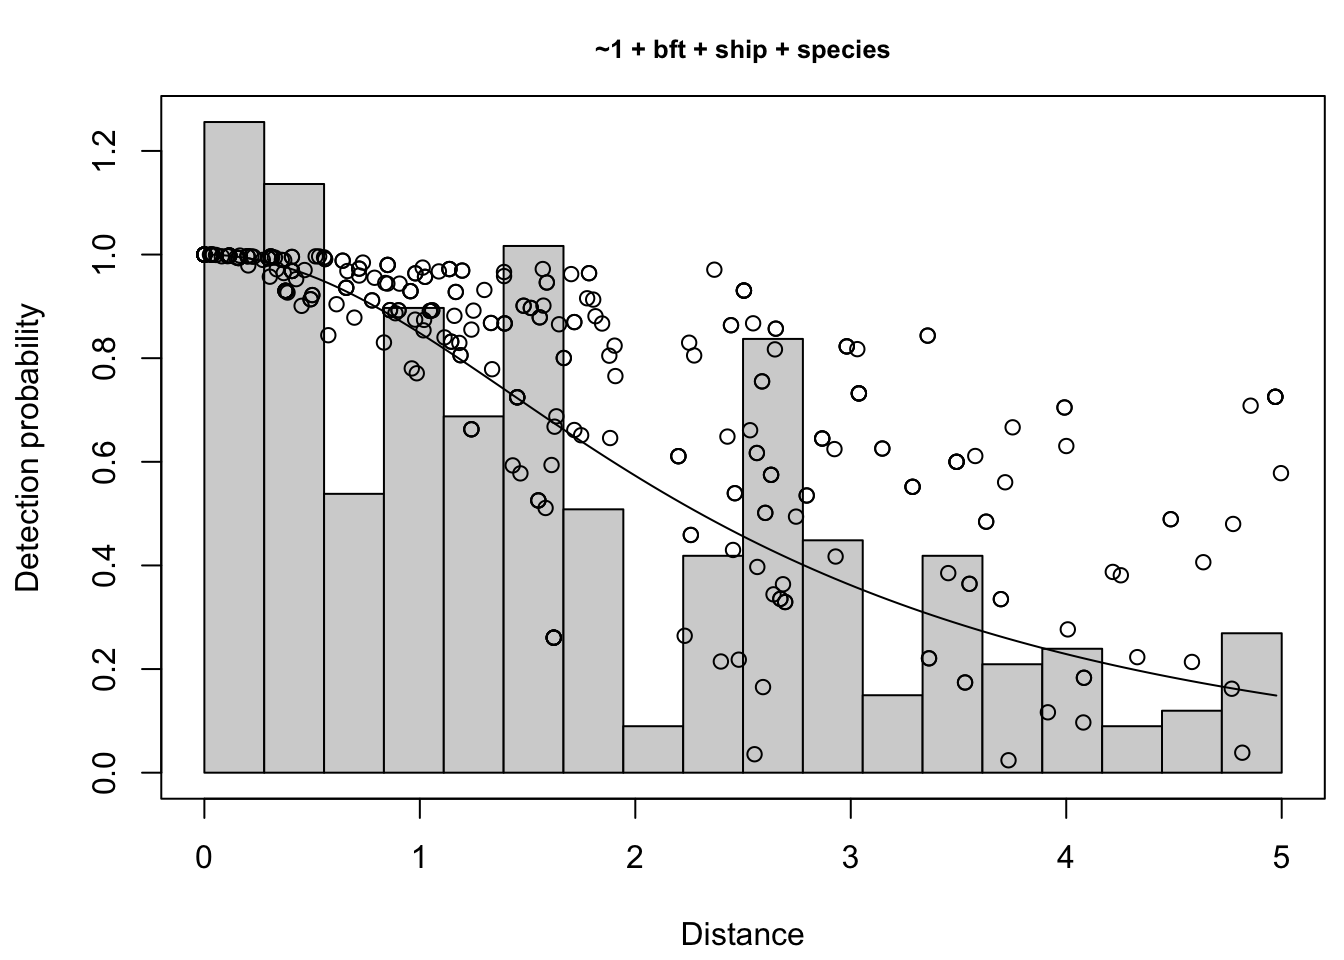 ~1 + bft + ship + species
Detection probability
1.2
1.0
0.8
0.6
0.4
0.2
0.0
0 1 2 3 4 5
Distance